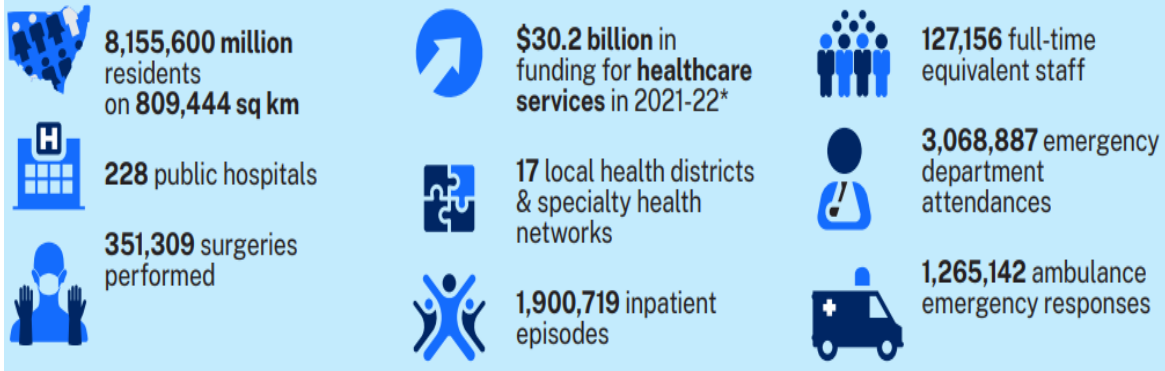 8,155,600 million
residents
on 809,444 sq km
H
228 public hospitals
351,309 surgeries
performed
$30.2 billion in
funding for healthcare
services in 2021-22*
17 local health districts
& specialty health
networks
1,900,719 inpatient
episodes
127,156 full-time
equivalent staff
3,068,887 emergency
department
attendances
1,265,142 ambulance
emergency responses